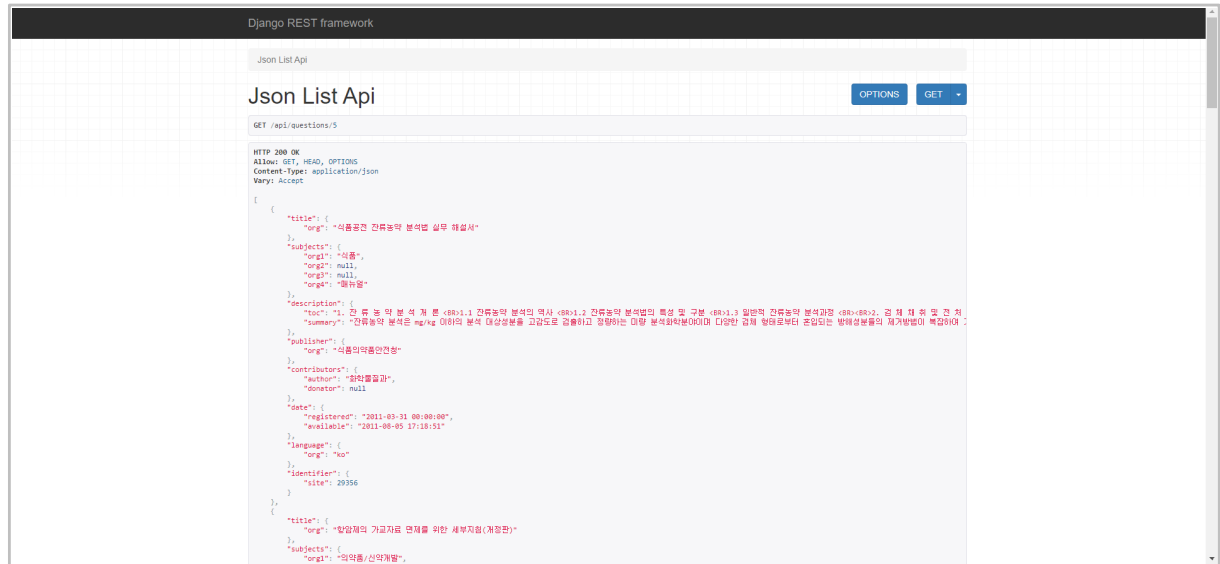 Django REST framework
Json List Api
Json List Api
OPTIONS
GET
GET /api/questions/5
HTTP 200 OK
Allow: GET, HEAD, OPTIONS
Content-Type: application/json
Vary: Accept
[
{
"title": {
"org": "식품공전 잔류농약 분석법 실무 해설서"
},
"subjects": {
"org1": "식품",
"org2": null,
"org3": null,
"org4": "매뉴얼"
},
"description": {
"toc": "1. 잔 류 농 약 분 석 개 론 <BR>1.1 잔류농약 분석의 역사 <BR>1.2 잔류농약 분석법의 특성 및 구분 <BR>1.3 일반적 잔류농약 분석과정 <BR><BR>2. 검 체 채 취 및 전 처
"summary": "잔류농약 분석은 mg/kg 이하의 분석 대상성분을 고감도로 검출하고 정량하는 미량 분석화학분야이며 다양한 검체 형태로부터 혼입되는 방해성분들의 제거방법이 복잡하여
},
"publisher": {
"org": "식품의약품안전청"
},
"contributors": {
"author": "화학물질과",
"donator": null
},
"date": {
"registered": "2011-03-31 00:00:00",
"available": "2011-08-05 17:18:51"
},
"language": {
"org": "ko"
},
"identifier": {
"site": 29356
}
},
{
"title": {
"org": "항암제의 가교자료 면제를 위한 세부지침(개정판)"
},
"subjects": {
"org1": "의약품/신약개발",